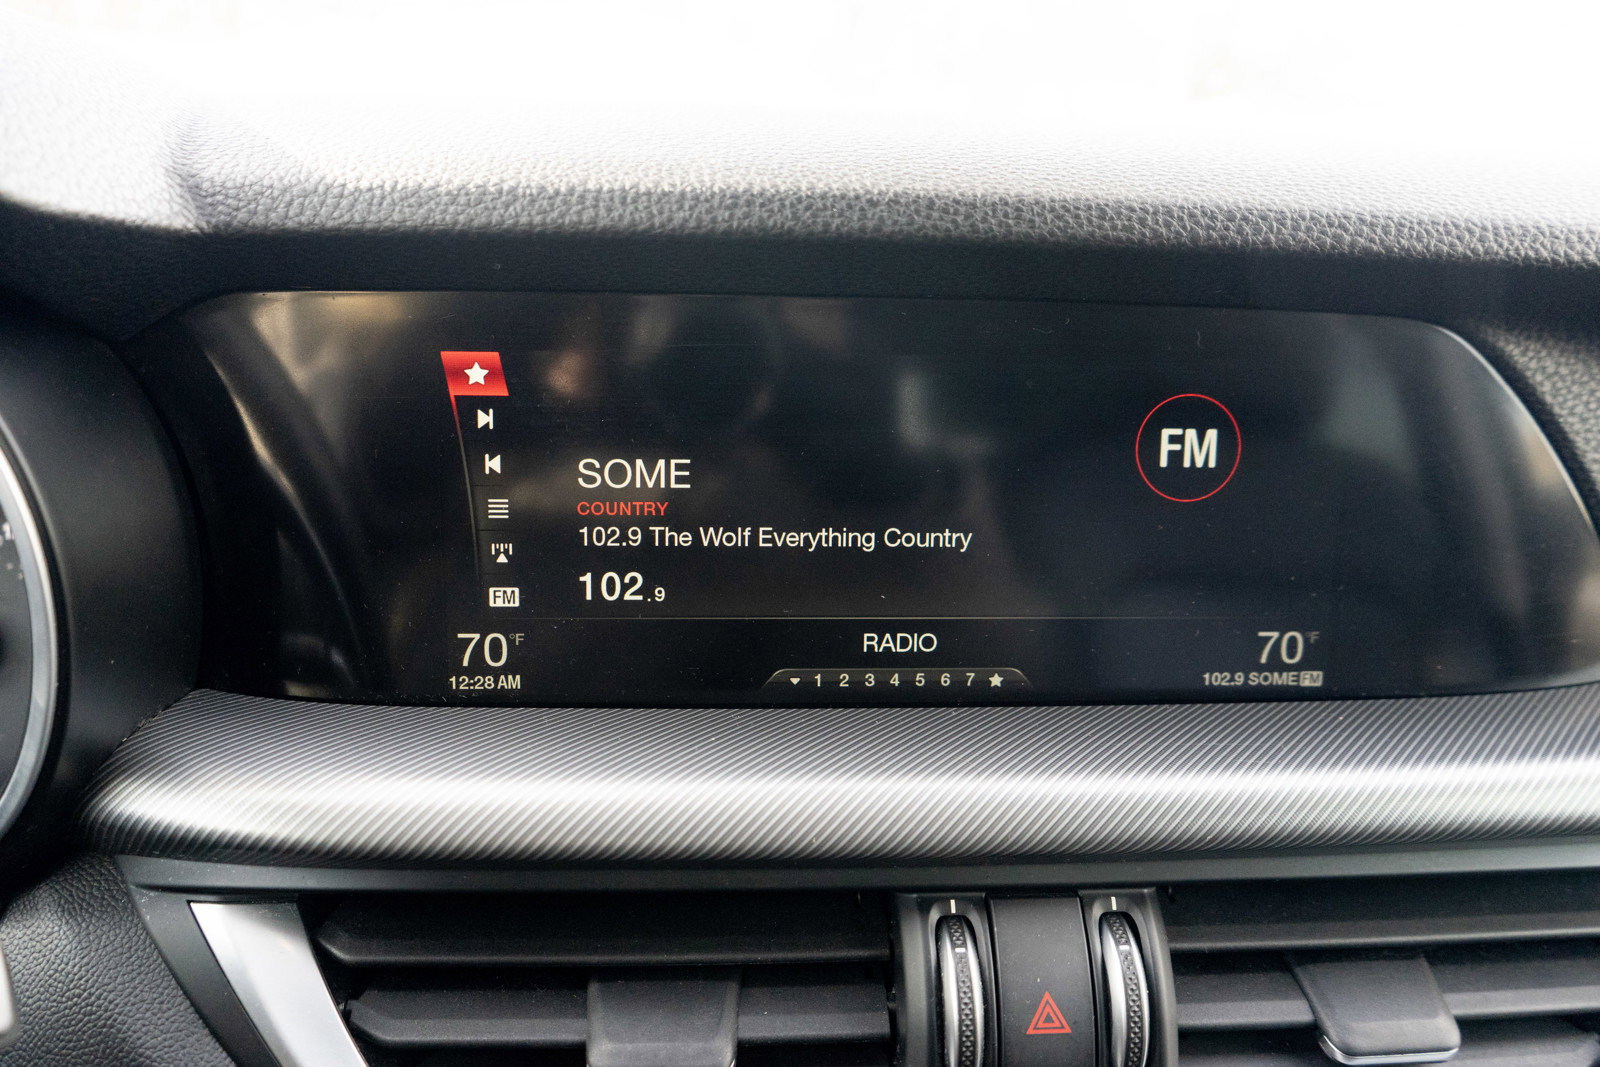 SOME
FM
COUNTRY
102.9 The Wolf Everything Country
102.9
FM
70°F
RADIO
70°F
12:28 AM
1 2 3 4 5 6 7
102.9 SOME FM